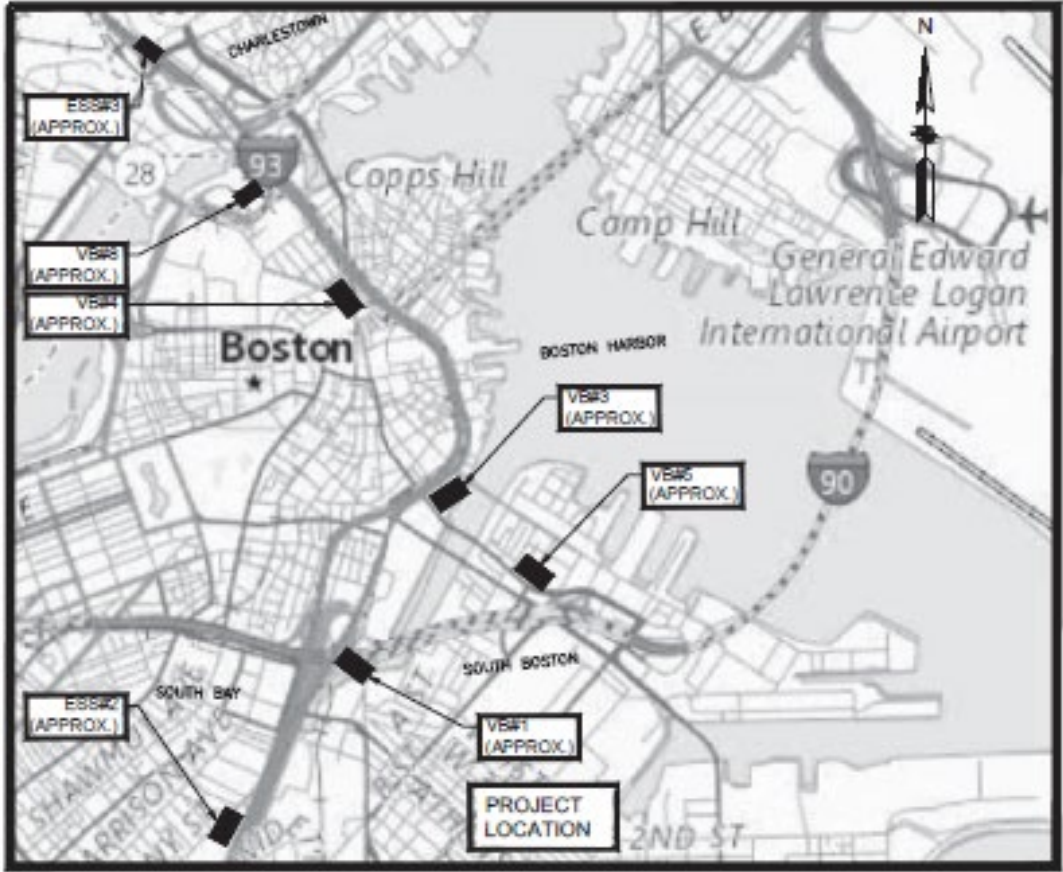 N
CHARLESTOWN
ESS#3
(APPROX.)
93
28
Copps Hill
Camp Hill
General Edward
Lawrence Logan
International Airport
VB#4
(APPROX.)
(APPROX.)
Boston
BOSTON HARBOR
VB#3
(APPROX.)
VB#5
(APPROX.)
90
SOUTH BOSTON
SOUTH BAY
ESS#2
(APPROX.)
VB#1
(APPROX.)
PROJECT
LOCATION
2ND ST